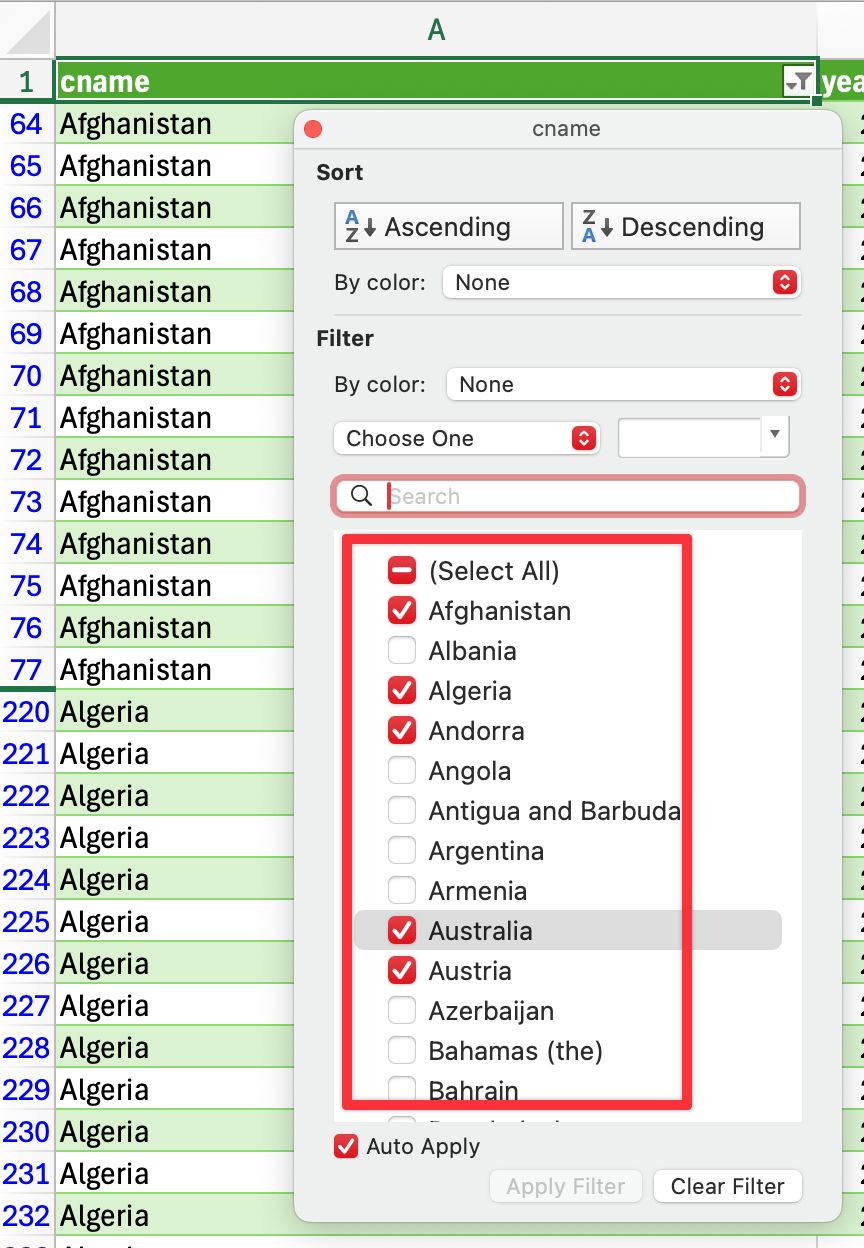 A
1 cname yea
64 Afghanistan
65 Afghanistan
66 Afghanistan
67 Afghanistan
68 Afghanistan
69 Afghanistan
70 Afghanistan
71 Afghanistan
72 Afghanistan
73 Afghanistan
74 Afghanistan
75 Afghanistan
76 Afghanistan
77 Afghanistan
220 Algeria
221 Algeria
222 Algeria
223 Algeria
224 Algeria
225 Algeria
226 Algeria
227 Algeria
228 Algeria
229 Algeria
230 Algeria
231 Algeria
232 Algeria
cname
Sort
A Z Ascending
Z A Descending
By color: None
Filter
By color: None
Choose One
Search
(Select All)
Afghanistan
Albania
Algeria
Andorra
Angola
Antigua and Barbuda
Argentina
Armenia
Australia
Austria
Azerbaijan
Bahamas (the)
Bahrain
Auto Apply
Apply Filter Clear Filter